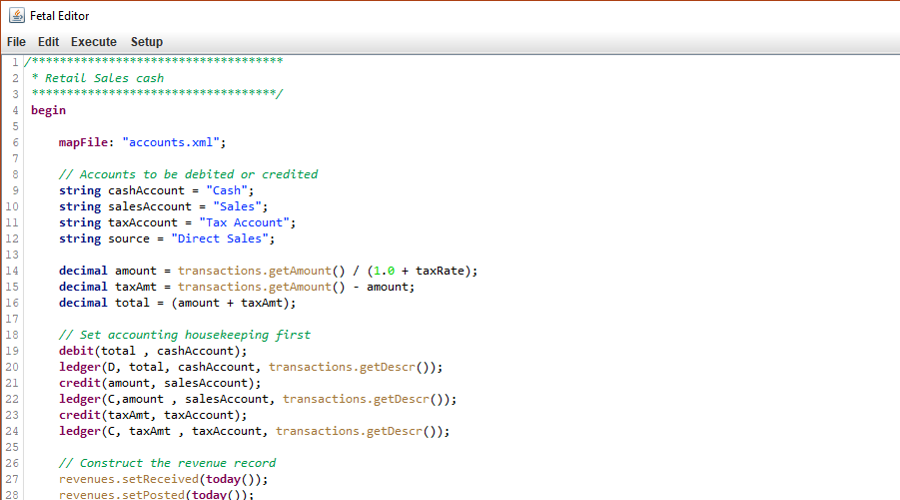 Fetal Editor
File Edit Execute Setup
1 /************************************
2 * Retail Sales cash
3 ***********************************/
4 begin
5
6 mapFile: "accounts.xml";
7
8 // Accounts to be debited or credited
9 string cashAccount = "Cash";
10 string salesAccount = "Sales";
11 string taxAccount = "Tax Account";
12 string source = "Direct Sales";
13
14 decimal amount = transactions.getAmount() / (1.0 + taxRate);
15 decimal taxAmt = transactions.getAmount() - amount;
16 decimal total = (amount + taxAmt);
17
18 // Set accounting housekeeping first
19 debit(total , cashAccount);
20 ledger(D, total, cashAccount, transactions.getDescr());
21 credit(amount, salesAccount);
22 ledger(C,amount , salesAccount, transactions.getDescr());
23 credit(taxAmt, taxAccount);
24 ledger(C, taxAmt , taxAccount, transactions.getDescr());
25
26 // Construct the revenue record
27 revenues.setReceived(today());
28 revenues.setPosted(today());